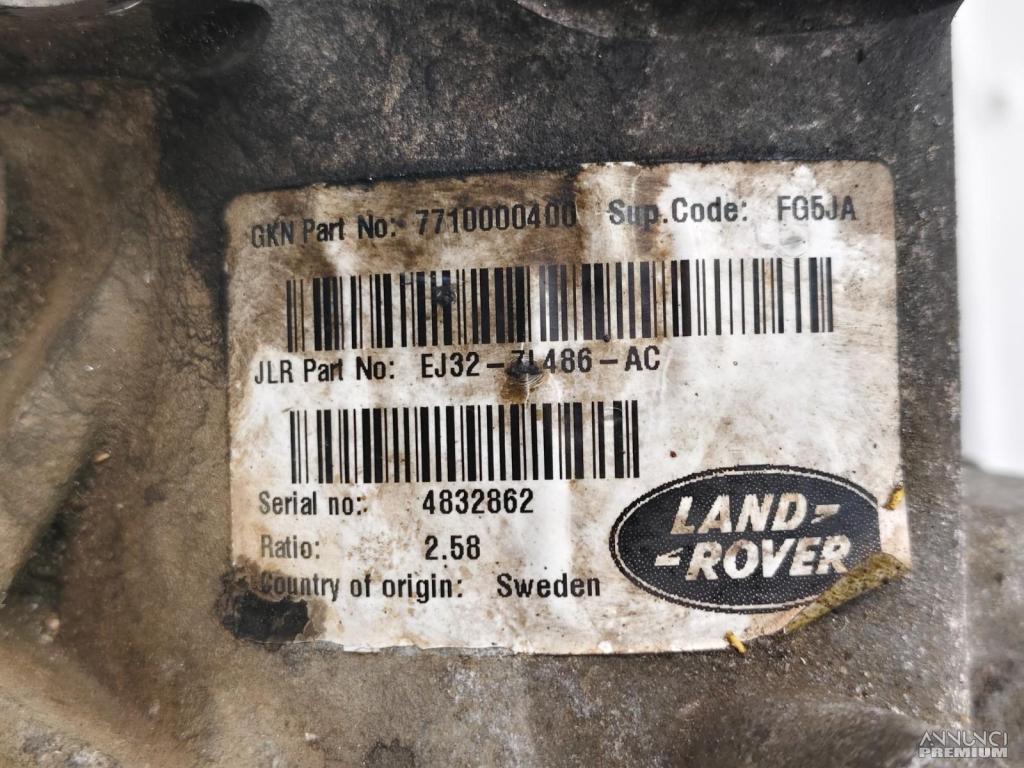 GKN Part No: 7710000400 Sup.Code: FG5JA
JLR Part No: EJ32-7L486-AC
Serial no: 4832862
Ratio: 2.58
Country of origin: Sweden
LAND-
-ROVER
ANNUNCI
PREMIUM